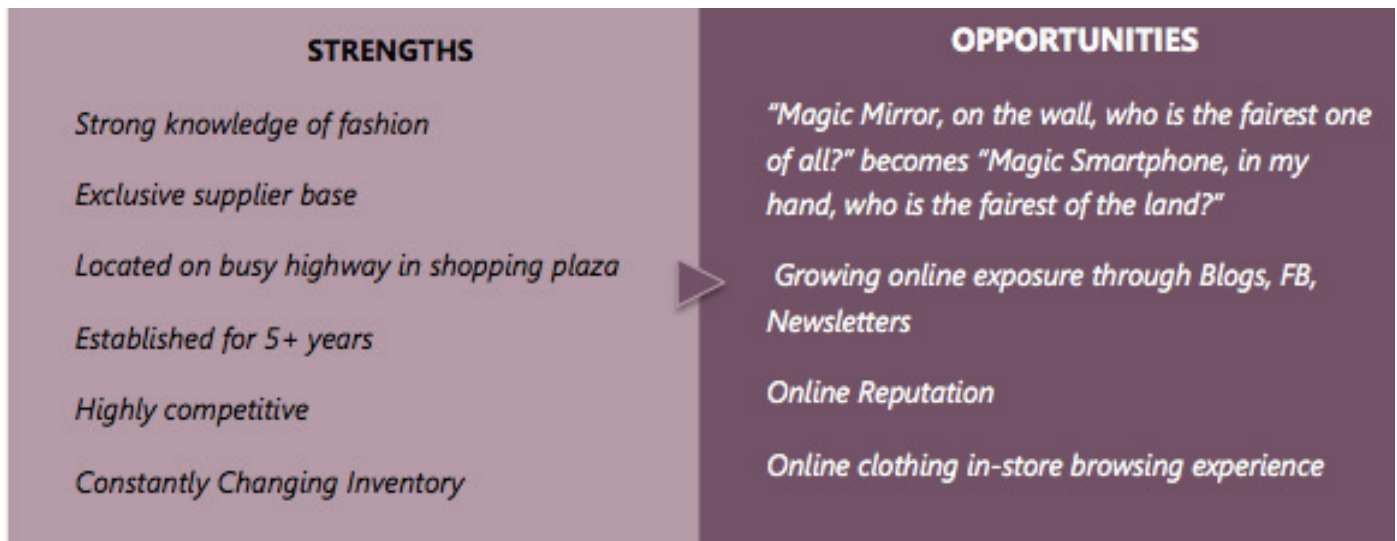 STRENGTHS
Strong knowledge of fashion
Exclusive supplier base
Located on busy highway in shopping plaza
Established for 5+ years
Highly competitive
Constantly Changing Inventory
OPPORTUNITIES
“Magic Mirror, on the wall, who is the fairest one
of all?” becomes “Magic Smartphone, in my
hand, who is the fairest of the land?”
Growing online exposure through Blogs, FB,
Newsletters
Online Reputation
Online clothing in-store browsing experience